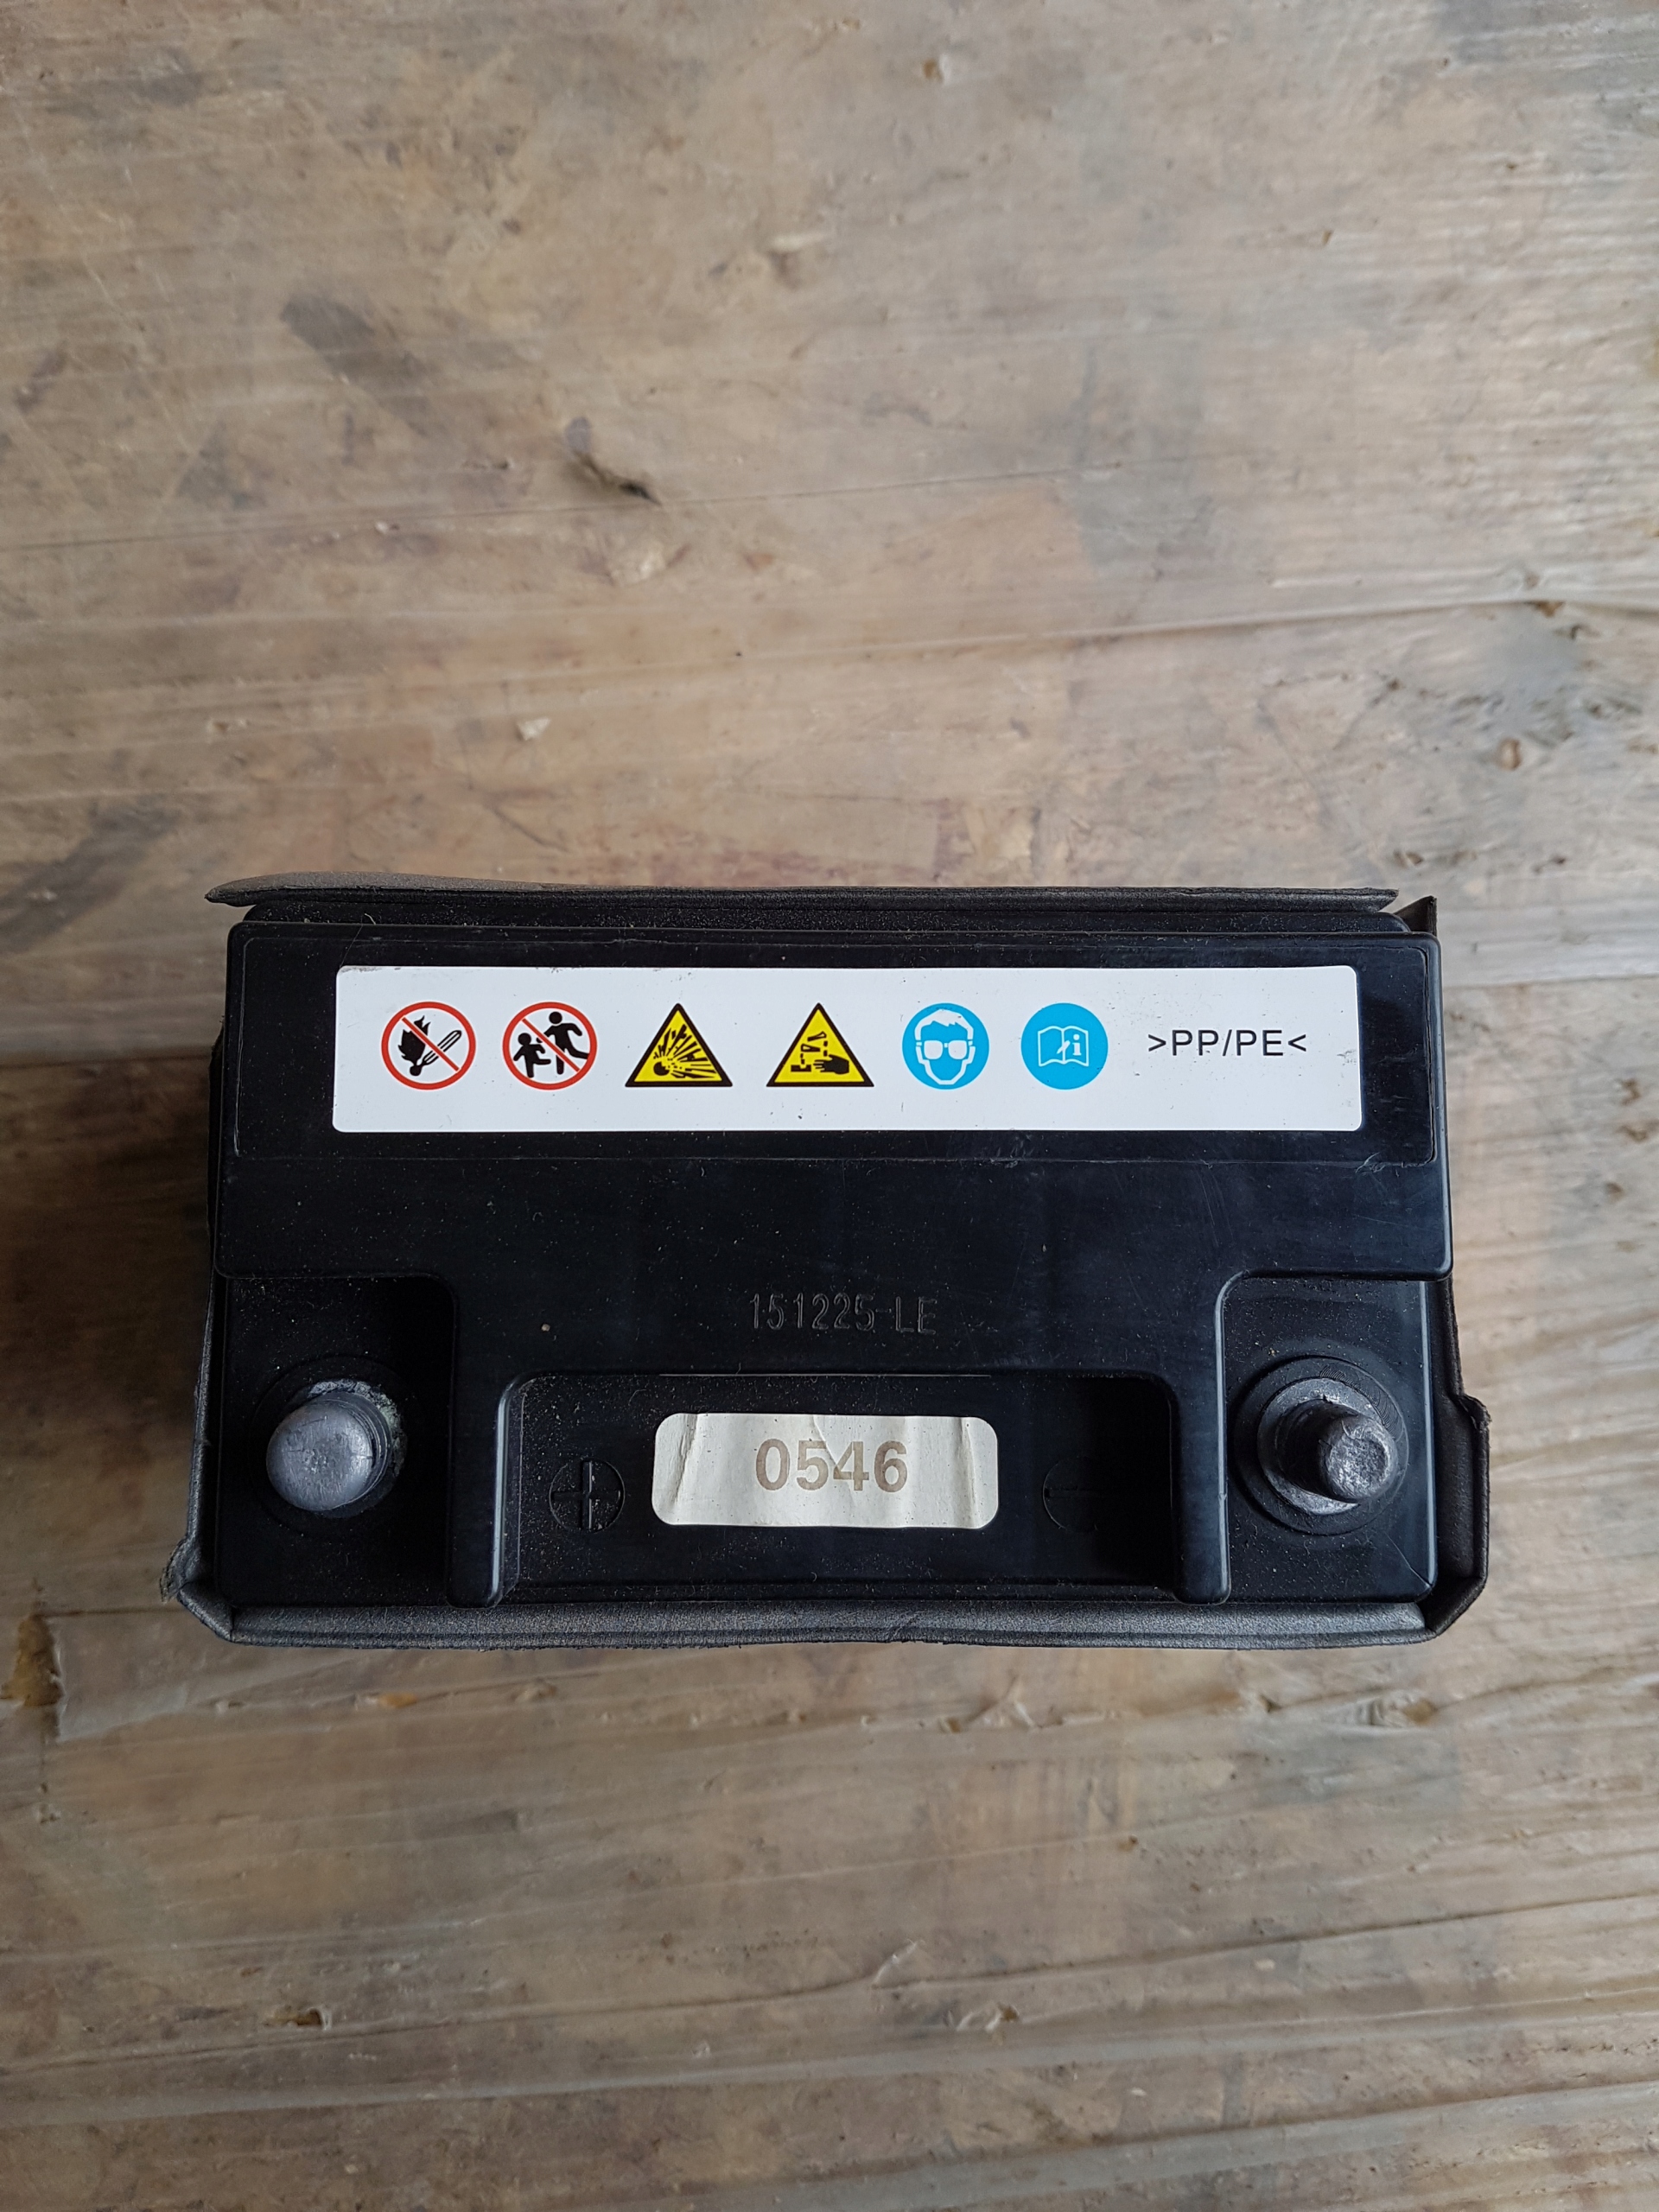 >PP/PE<
151225-LE
+
0546
-